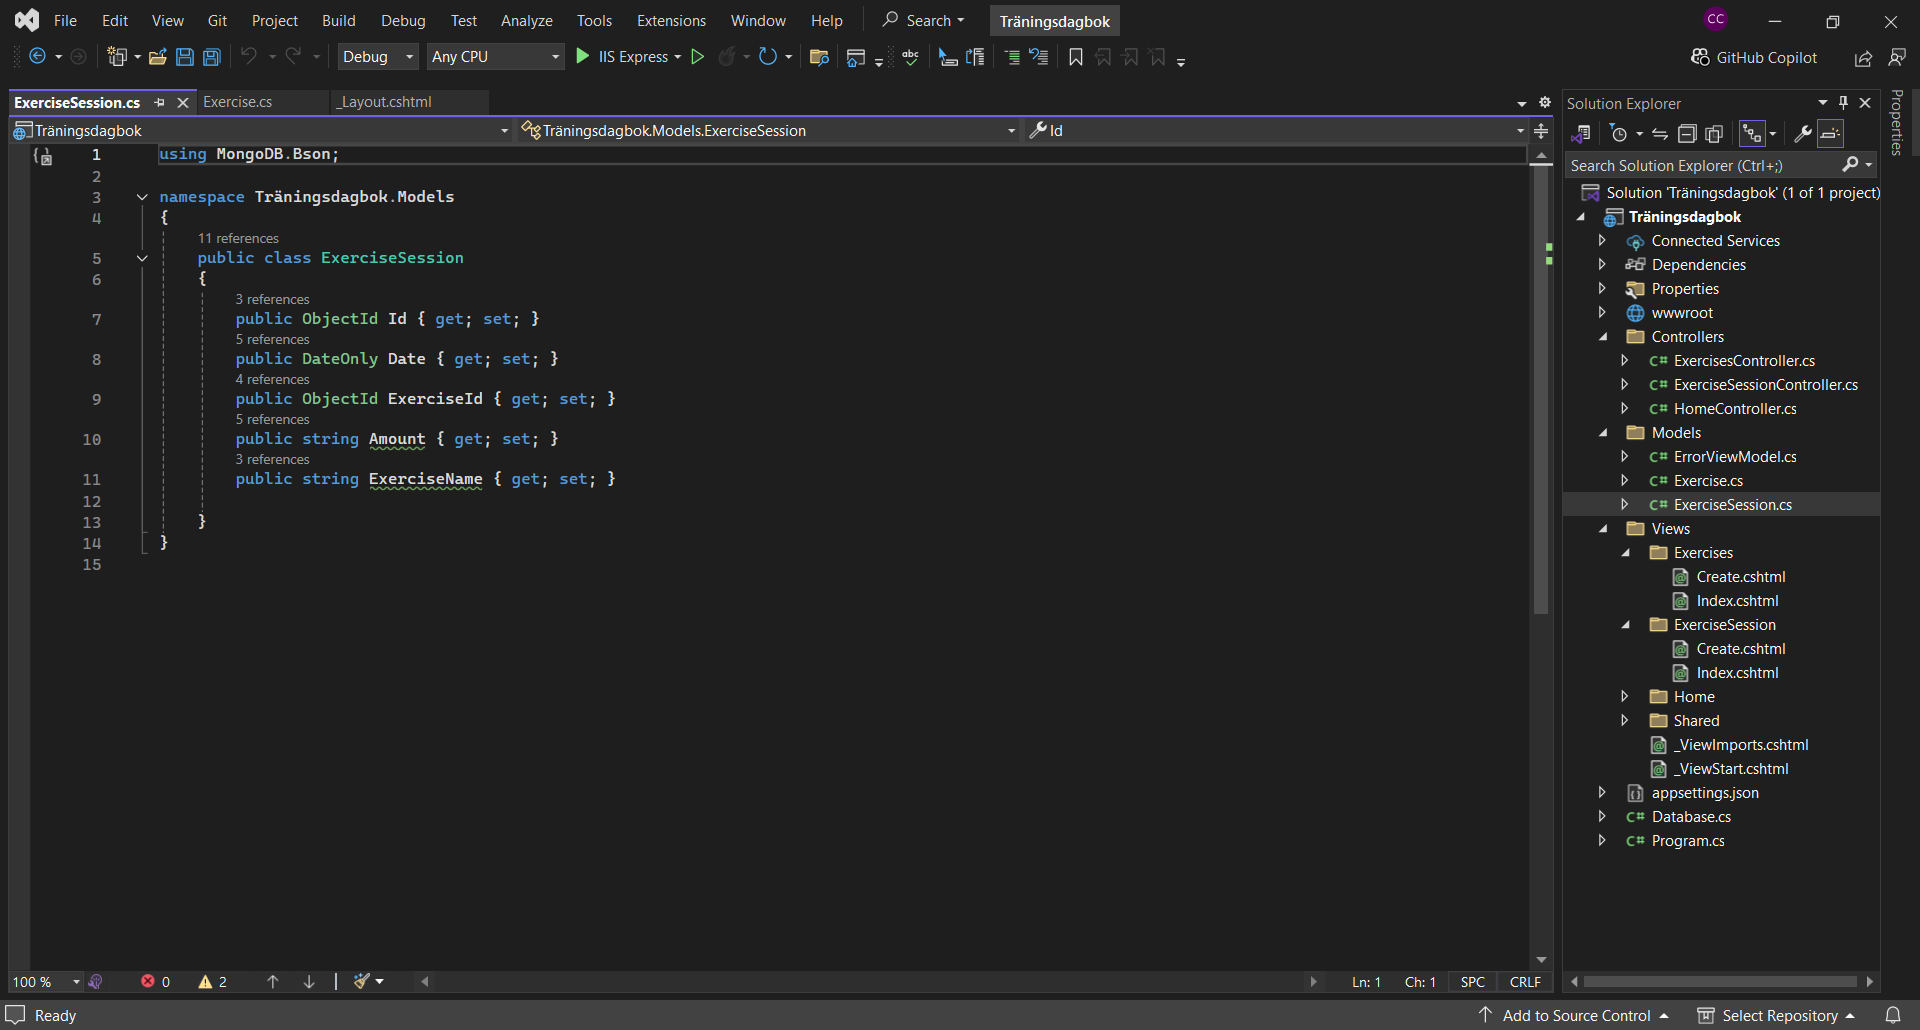 File Edit View Git Project Build Debug Test Analyze Tools Extensions Window Help Search Träningsdagbok CC
Debug Any CPU IIS Express abc GitHub Copilot
ExerciseSession.cs Exercise.cs _Layout.cshtml
Träningsdagbok Träningsdagbok.Models.ExerciseSession Id
1 using MongoDB.Bson;
2
3 namespace Träningsdagbok.Models
4 {
11 references
5 public class ExerciseSession
6 {
3 references
7 public ObjectId Id { get; set; }
5 references
8 public DateOnly Date { get; set; }
4 references
9 public ObjectId ExerciseId { get; set; }
5 references
10 public string Amount { get; set; }
3 references
11 public string ExerciseName { get; set; }
12
13 }
14 }
15
100 % 0 2 Ln: 1 Ch: 1 SPC CRLF
Solution Explorer
Search Solution Explorer (Ctrl+;)
Solution 'Träningsdagbok' (1 of 1 project)
Träningsdagbok
Connected Services
Dependencies
Properties
wwwroot
Controllers
C# ExercisesController.cs
C# ExerciseSessionController.cs
C# HomeController.cs
Models
C# ErrorViewModel.cs
C# Exercise.cs
C# ExerciseSession.cs
Views
Exercises
Create.cshtml
Index.cshtml
ExerciseSession
Create.cshtml
Index.cshtml
Home
Shared
_ViewImports.cshtml
_ViewStart.cshtml
appsettings.json
C# Database.cs
C# Program.cs
Properties
Ready Add to Source Control Select Repository